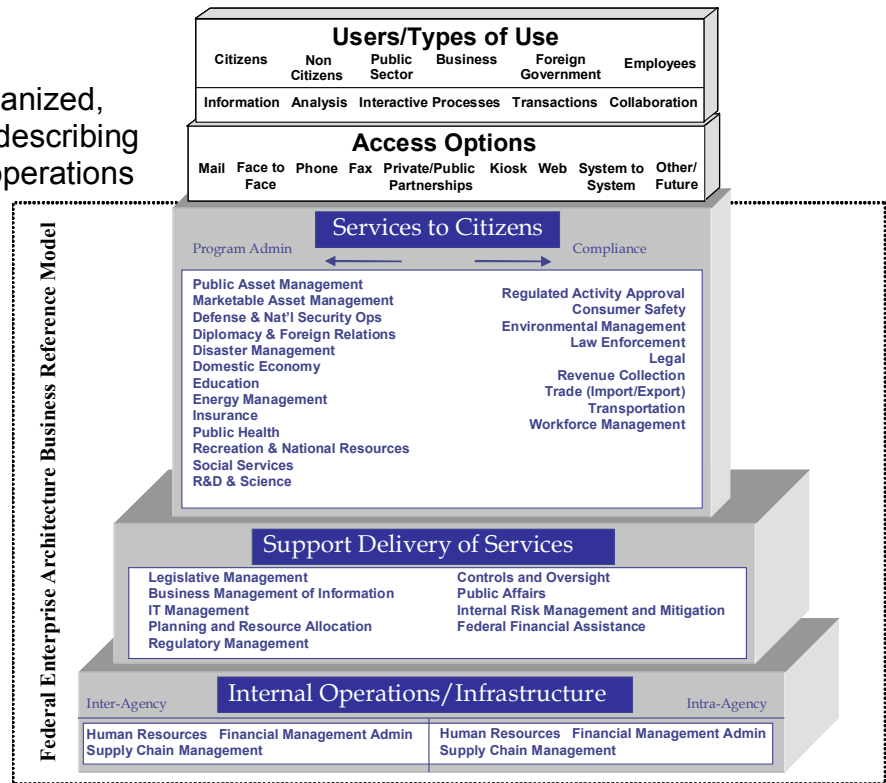 anized,
describing
operations
Users/Types of Use
Citizens Non Citizens Public Sector Business Foreign Government Employees
Information Analysis Interactive Processes Transactions Collaboration
Access Options
Mail Face to Face Phone Fax Private/Public Partnerships Kiosk Web System to System Other/ Future
Federal Enterprise Architecture Business Reference Model
Services to Citizens
Program Admin
Compliance
Public Asset Management
Marketable Asset Management
Defense & Nat'l Security Ops
Diplomacy & Foreign Relations
Disaster Management
Domestic Economy
Education
Energy Management
Insurance
Public Health
Recreation & National Resources
Social Services
R&D & Science
Regulated Activity Approval
Consumer Safety
Environmental Management
Law Enforcement
Legal
Revenue Collection
Trade (Import/Export)
Transportation
Workforce Management
Support Delivery of Services
Legislative Management
Business Management of Information
IT Management
Planning and Resource Allocation
Regulatory Management
Controls and Oversight
Public Affairs
Internal Risk Management and Mitigation
Federal Financial Assistance
Internal Operations/Infrastructure
Inter-Agency
Intra-Agency
Human Resources Financial Management Admin
Supply Chain Management
Human Resources Financial Management Admin
Supply Chain Management